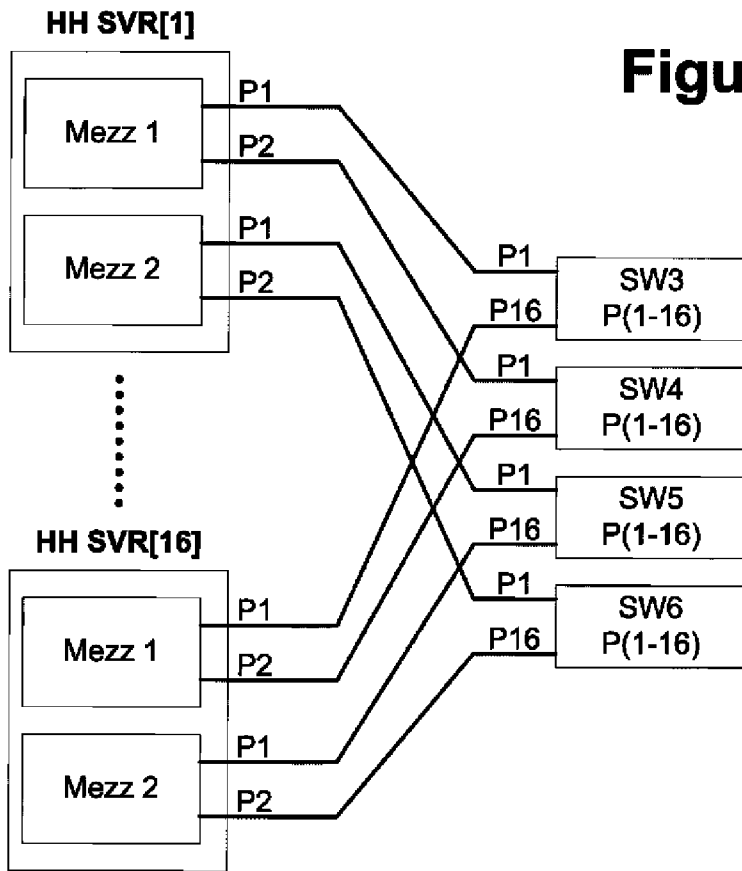 HH SVR[1]
Figu
Mezz 1
P1
P2
Mezz 2
P1
P2
P1
SW3
P16
P(1-16)
P1
SW4
P16
P(1-16)
P1
SW5
P16
P(1-16)
P1
SW6
P16
P(1-16)
HH SVR[16]
Mezz 1
P1
P2
Mezz 2
P1
P2